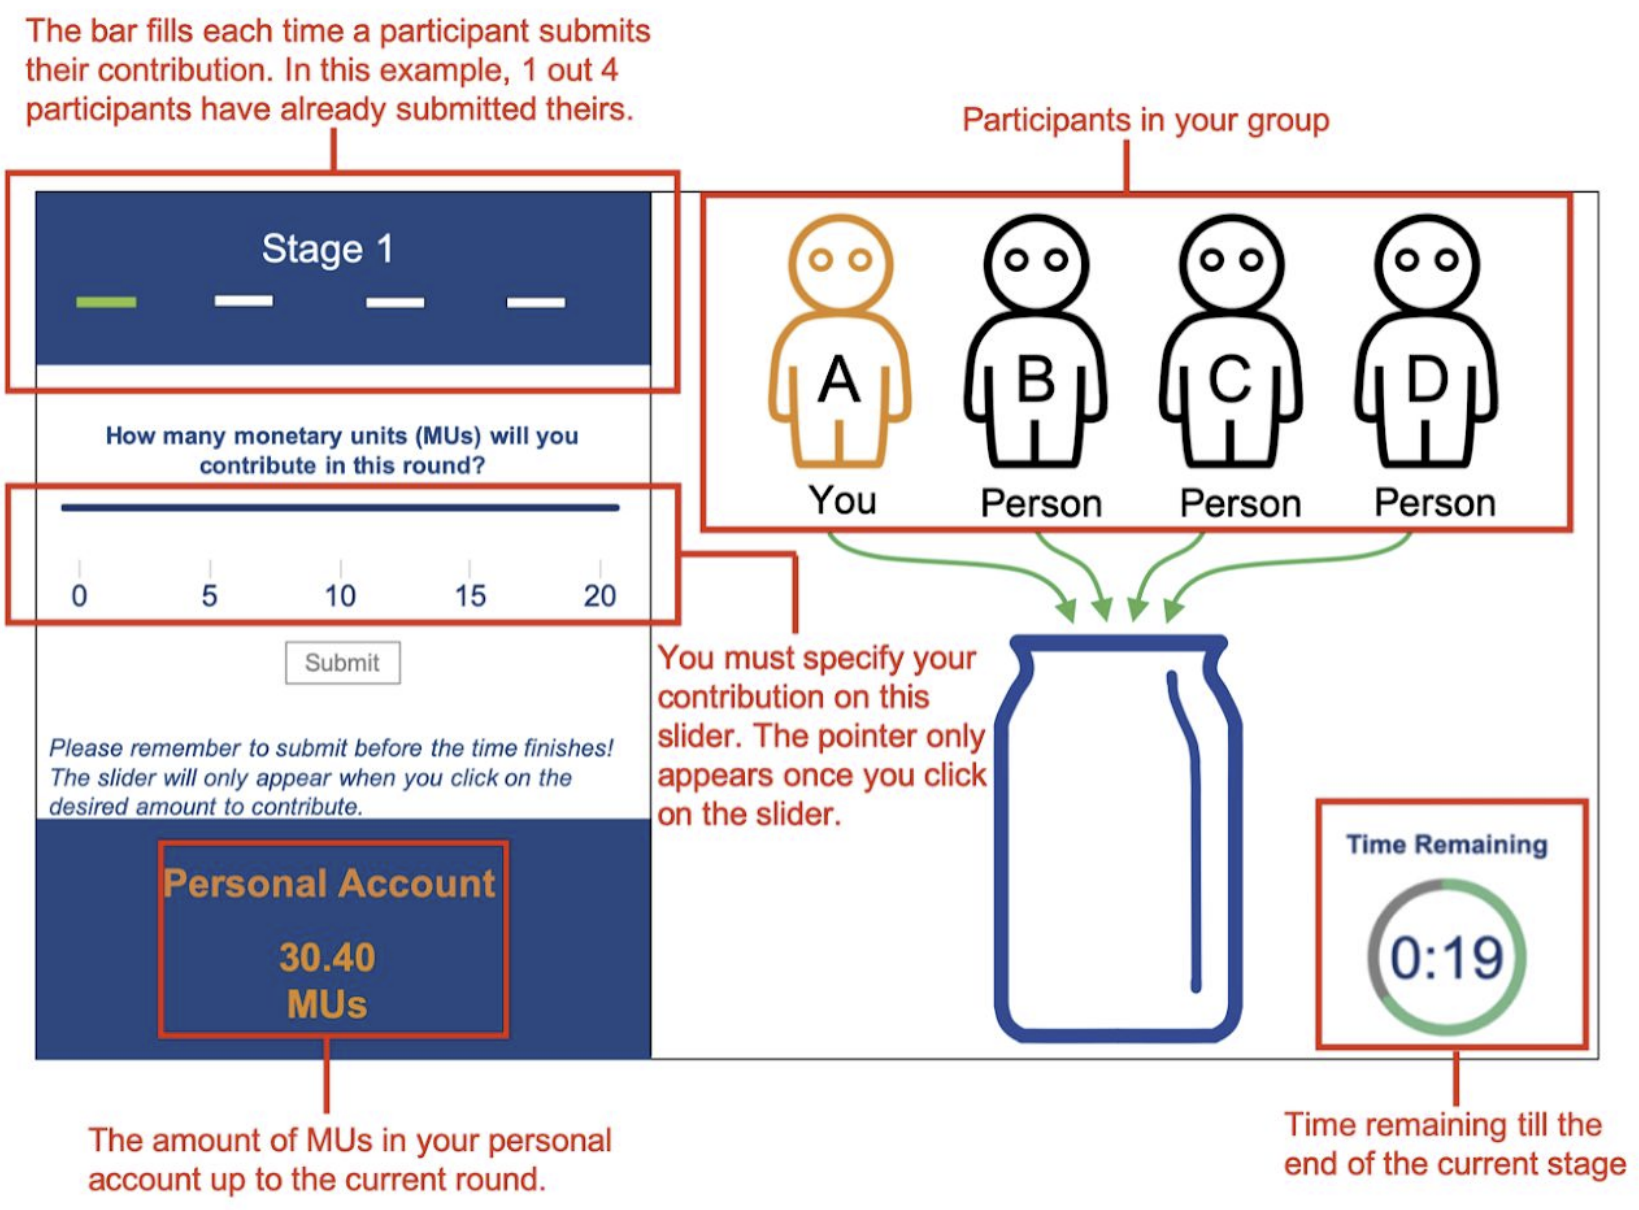 The bar fills each time a participant submits
their contribution. In this example, 1 out 4
participants have already submitted theirs.
Participants in your group
Stage 1
A
B
C
D
You
Person
Person
Person
How many monetary units (MUs) will you
contribute in this round?
0
5
10
15
20
Submit
You must specify your
contribution on this
slider. The pointer only
appears once you click
on the slider.
Please remember to submit before the time finishes!
The slider will only appear when you click on the
desired amount to contribute.
Personal Account
30.40
MUs
Time Remaining
0:19
The amount of MUs in your personal
account up to the current round.
Time remaining till the
end of the current stage